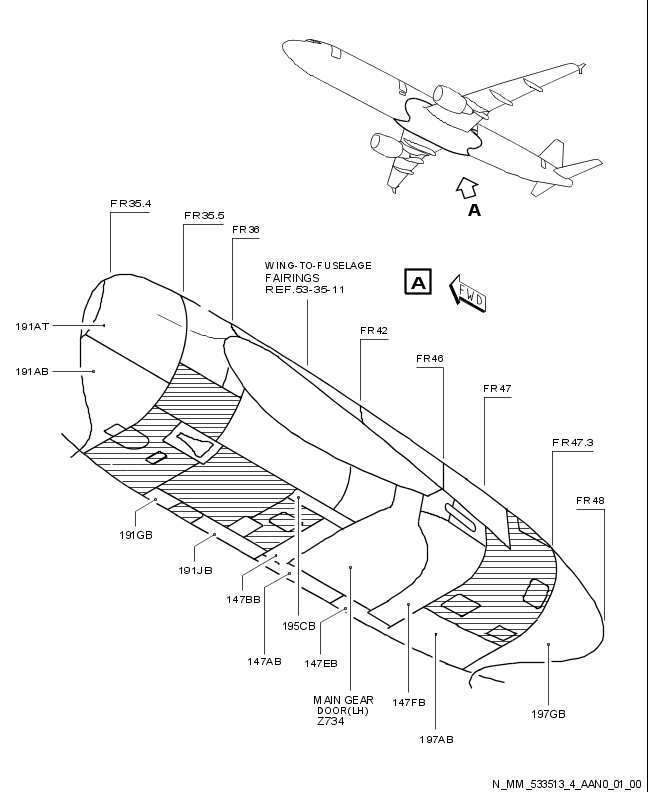 A
FR35.4
FR35.5
FR36
WING-TO-FUSELAGE
FAIRINGS
REF.53-35-11
A
FWD
191AT
FR42
191AB
FR46
FR47
FR47.3
FR48
191GB
191JB
147BB
195CB
147AB
147EB
MAIN GEAR
DOOR(LH)
Z734
147FB
197GB
197AB
N_MM_533513_4_AAN0_01_00